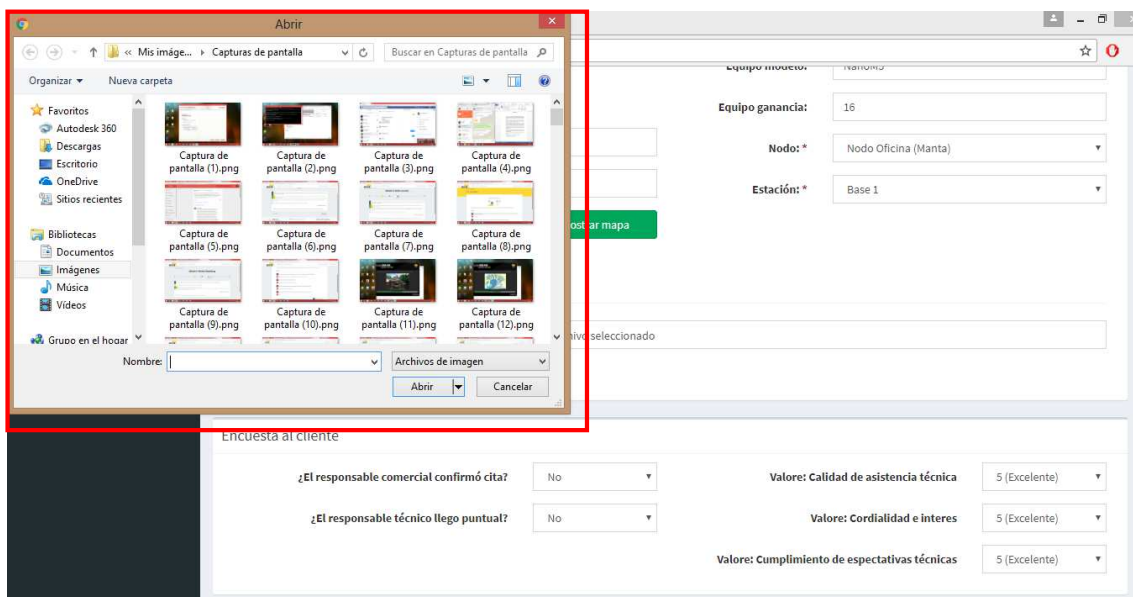 Abrir
« Mis imáge... Capturas de pantalla
Buscar en Capturas de pantalla
Organizar
Nueva carpeta
Favoritos
Autodesk 360
Descargas
Escritorio
OneDrive
Sitios recientes
Bibliotecas
Documentos
Imágenes
Música
Vídeos
Grupo en el hogar
Captura de pantalla (1).png
Captura de pantalla (2).png
Captura de pantalla (3).png
Captura de pantalla (4).png
Captura de pantalla (5).png
Captura de pantalla (6).png
Captura de pantalla (7).png
Captura de pantalla (8).png
Captura de pantalla (9).png
Captura de pantalla (10).png
Captura de pantalla (11).png
Captura de pantalla (12).png
Nombre:
Archivos de imagen
Abrir
Cancelar
Equipo modelo:
NanoM5
Equipo ganancia:
16
Nodo: *
Nodo Oficina (Manta)
Estación: *
Base 1
ostrar mapa
ivo seleccionado
Encuesta al cliente
¿El responsable comercial confirmó cita?
No
Valore: Calidad de asistencia técnica
5 (Excelente)
¿El responsable técnico llego puntual?
No
Valore: Cordialidad e interes
5 (Excelente)
Valore: Cumplimiento de espectativas técnicas
5 (Excelente)